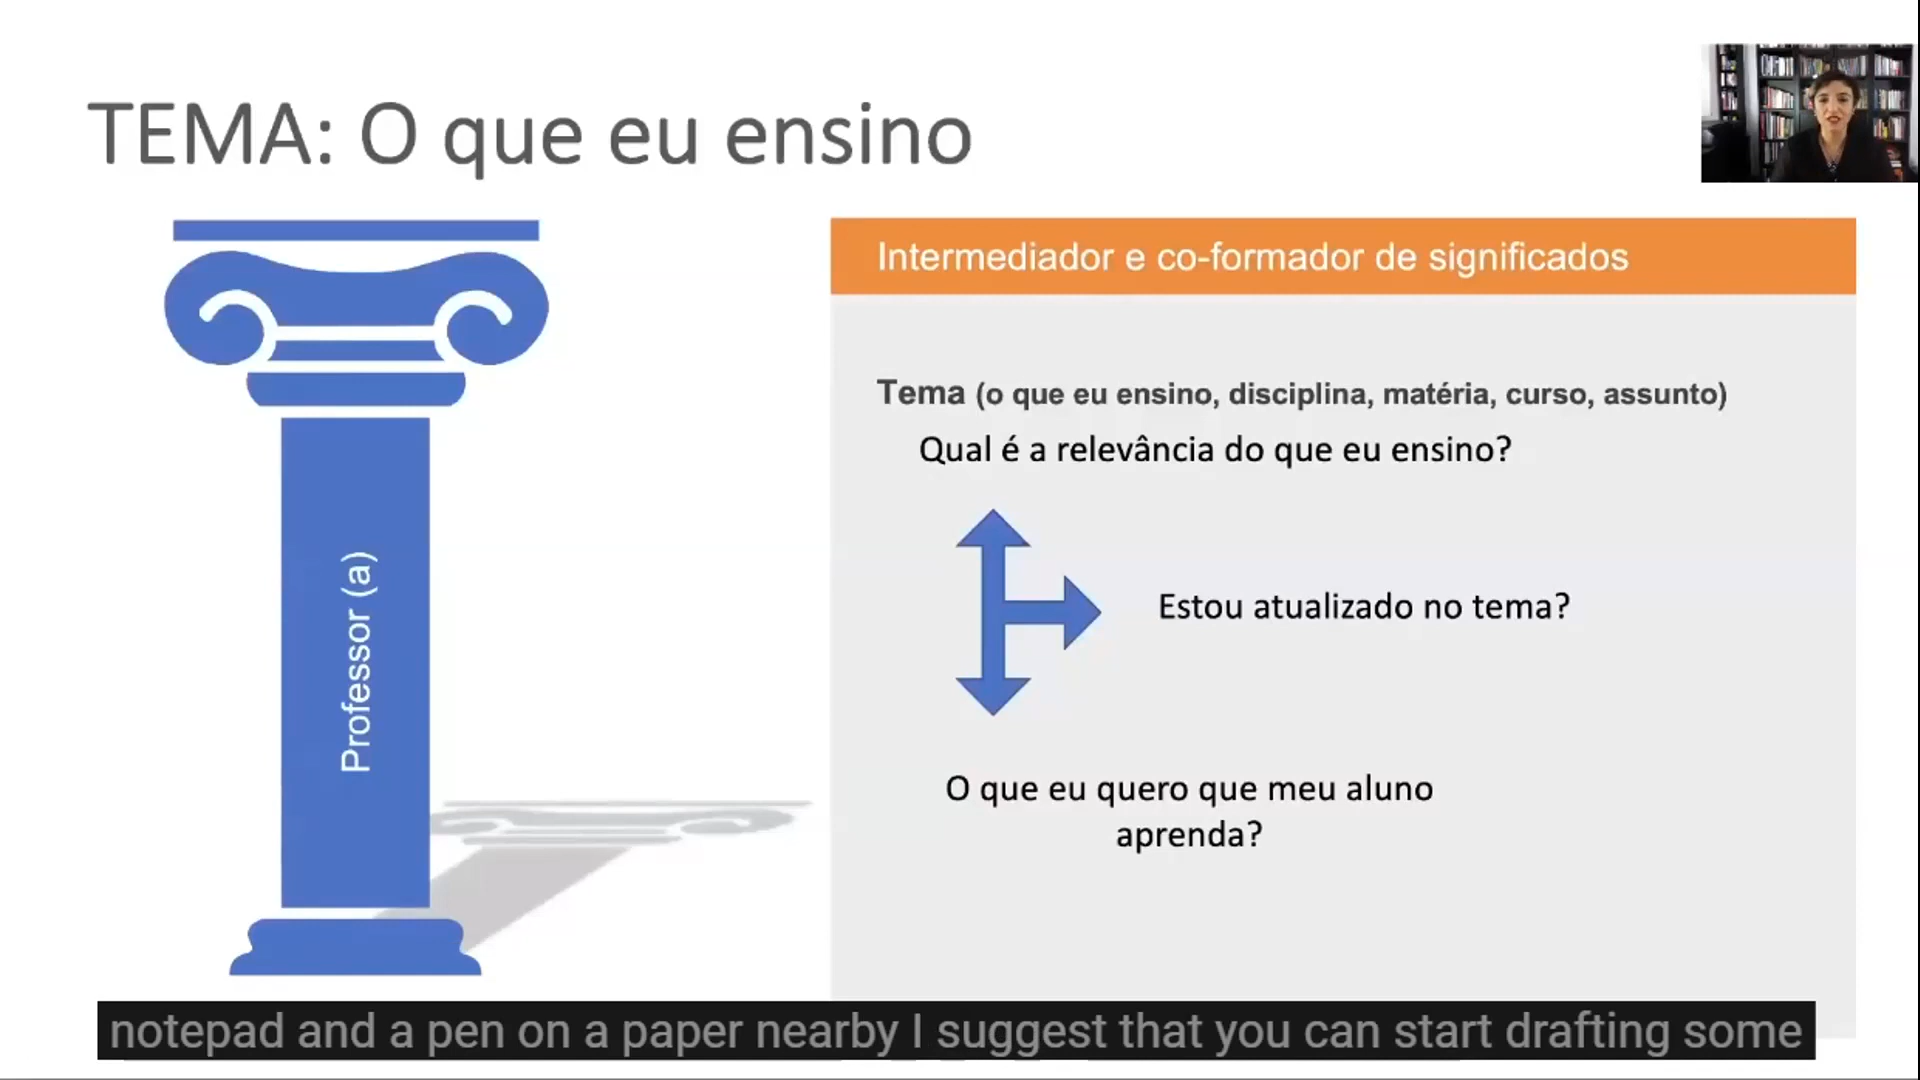 TEMA: O que eu ensino
Professor (a)
Intermediador e co-formador de significados
Tema (o que eu ensino, disciplina, matéria, curso, assunto)
Qual é a relevância do que eu ensino?
Estou atualizado no tema?
O que eu quero que meu aluno
aprenda?
notepad and a pen on a paper nearby I suggest that you can start drafting some